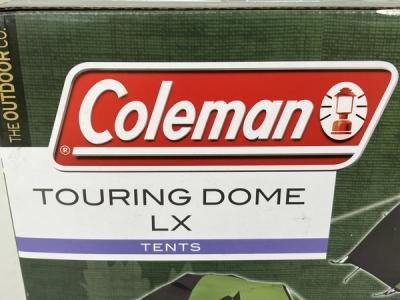 THE OUTDOOR CO.
Coleman
®
TOURING DOME
LX
TENTS